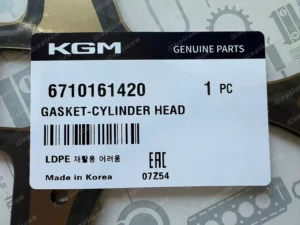 KGM
GENUINE PARTS
6710161420
1 PC
GASKET-CYLINDER HEAD
LDPE 재활용 어려움
EAC
Made in Korea
07Z54